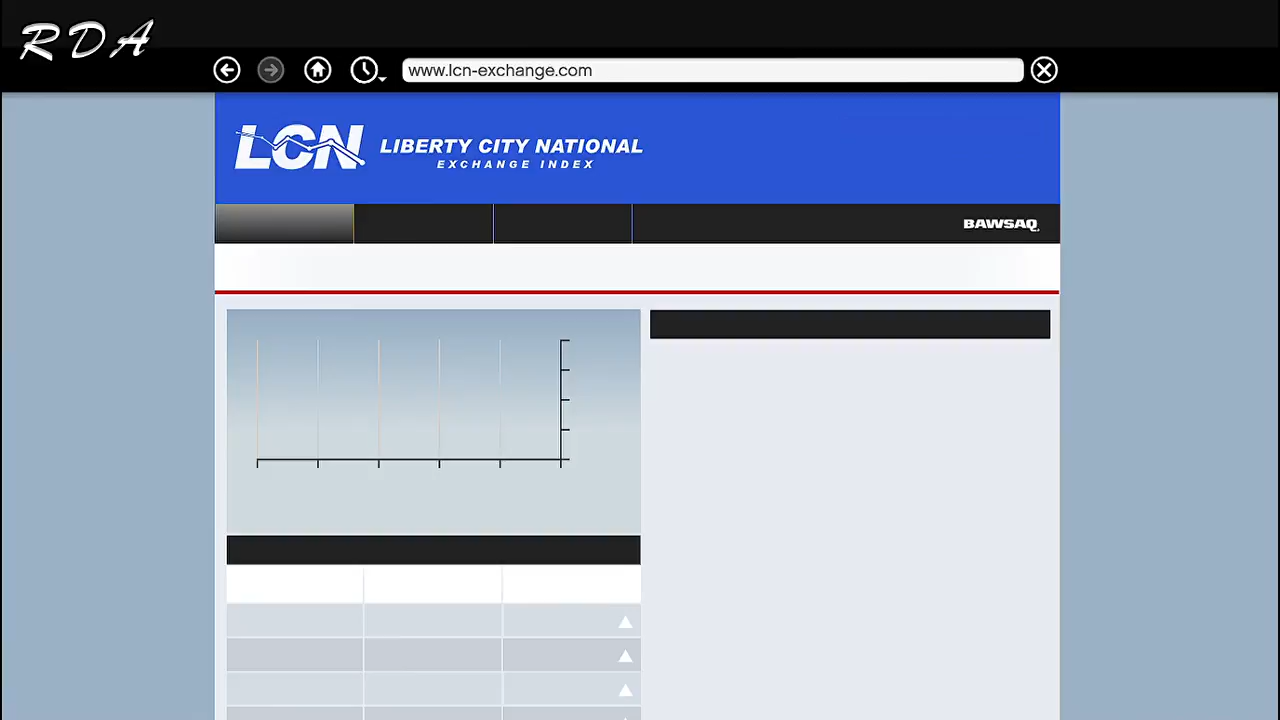 RDA
www.lcn-exchange.com
LCN LIBERTY CITY NATIONAL
EXCHANGE INDEX
BAWSAQ